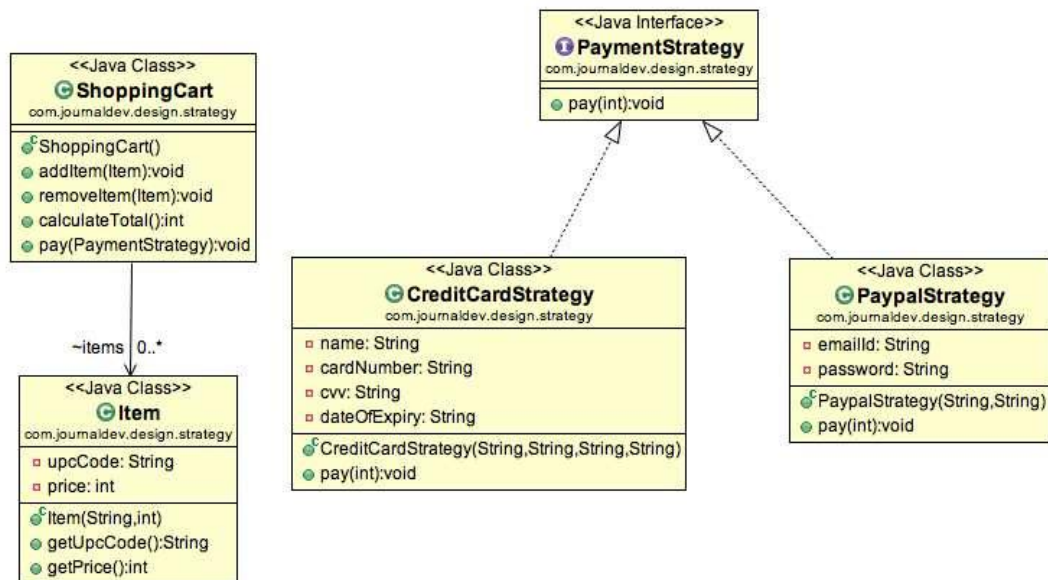 <<Java Class>>
ShoppingCart
com.journaldev.design.strategy
ShoppingCart()
addItem(Item):void
removeItem(Item):void
calculateTotal():int
pay(PaymentStrategy):void
~items 0..*
<<Java Class>>
Item
com.journaldev.design.strategy
upcCode: String
price: int
Item(String,int)
getUpcCode():String
getPrice():int
<<Java Interface>>
PaymentStrategy
com.journaldev.design.strategy
pay(int):void
<<Java Class>>
CreditCardStrategy
com.journaldev.design.strategy
name: String
cardNumber: String
cvv: String
dateOfExpiry: String
CreditCardStrategy(String,String,String,String)
pay(int):void
<<Java Class>>
PaypalStrategy
com.journaldev.design.strategy
emailId: String
password: String
PaypalStrategy(String,String)
pay(int):void